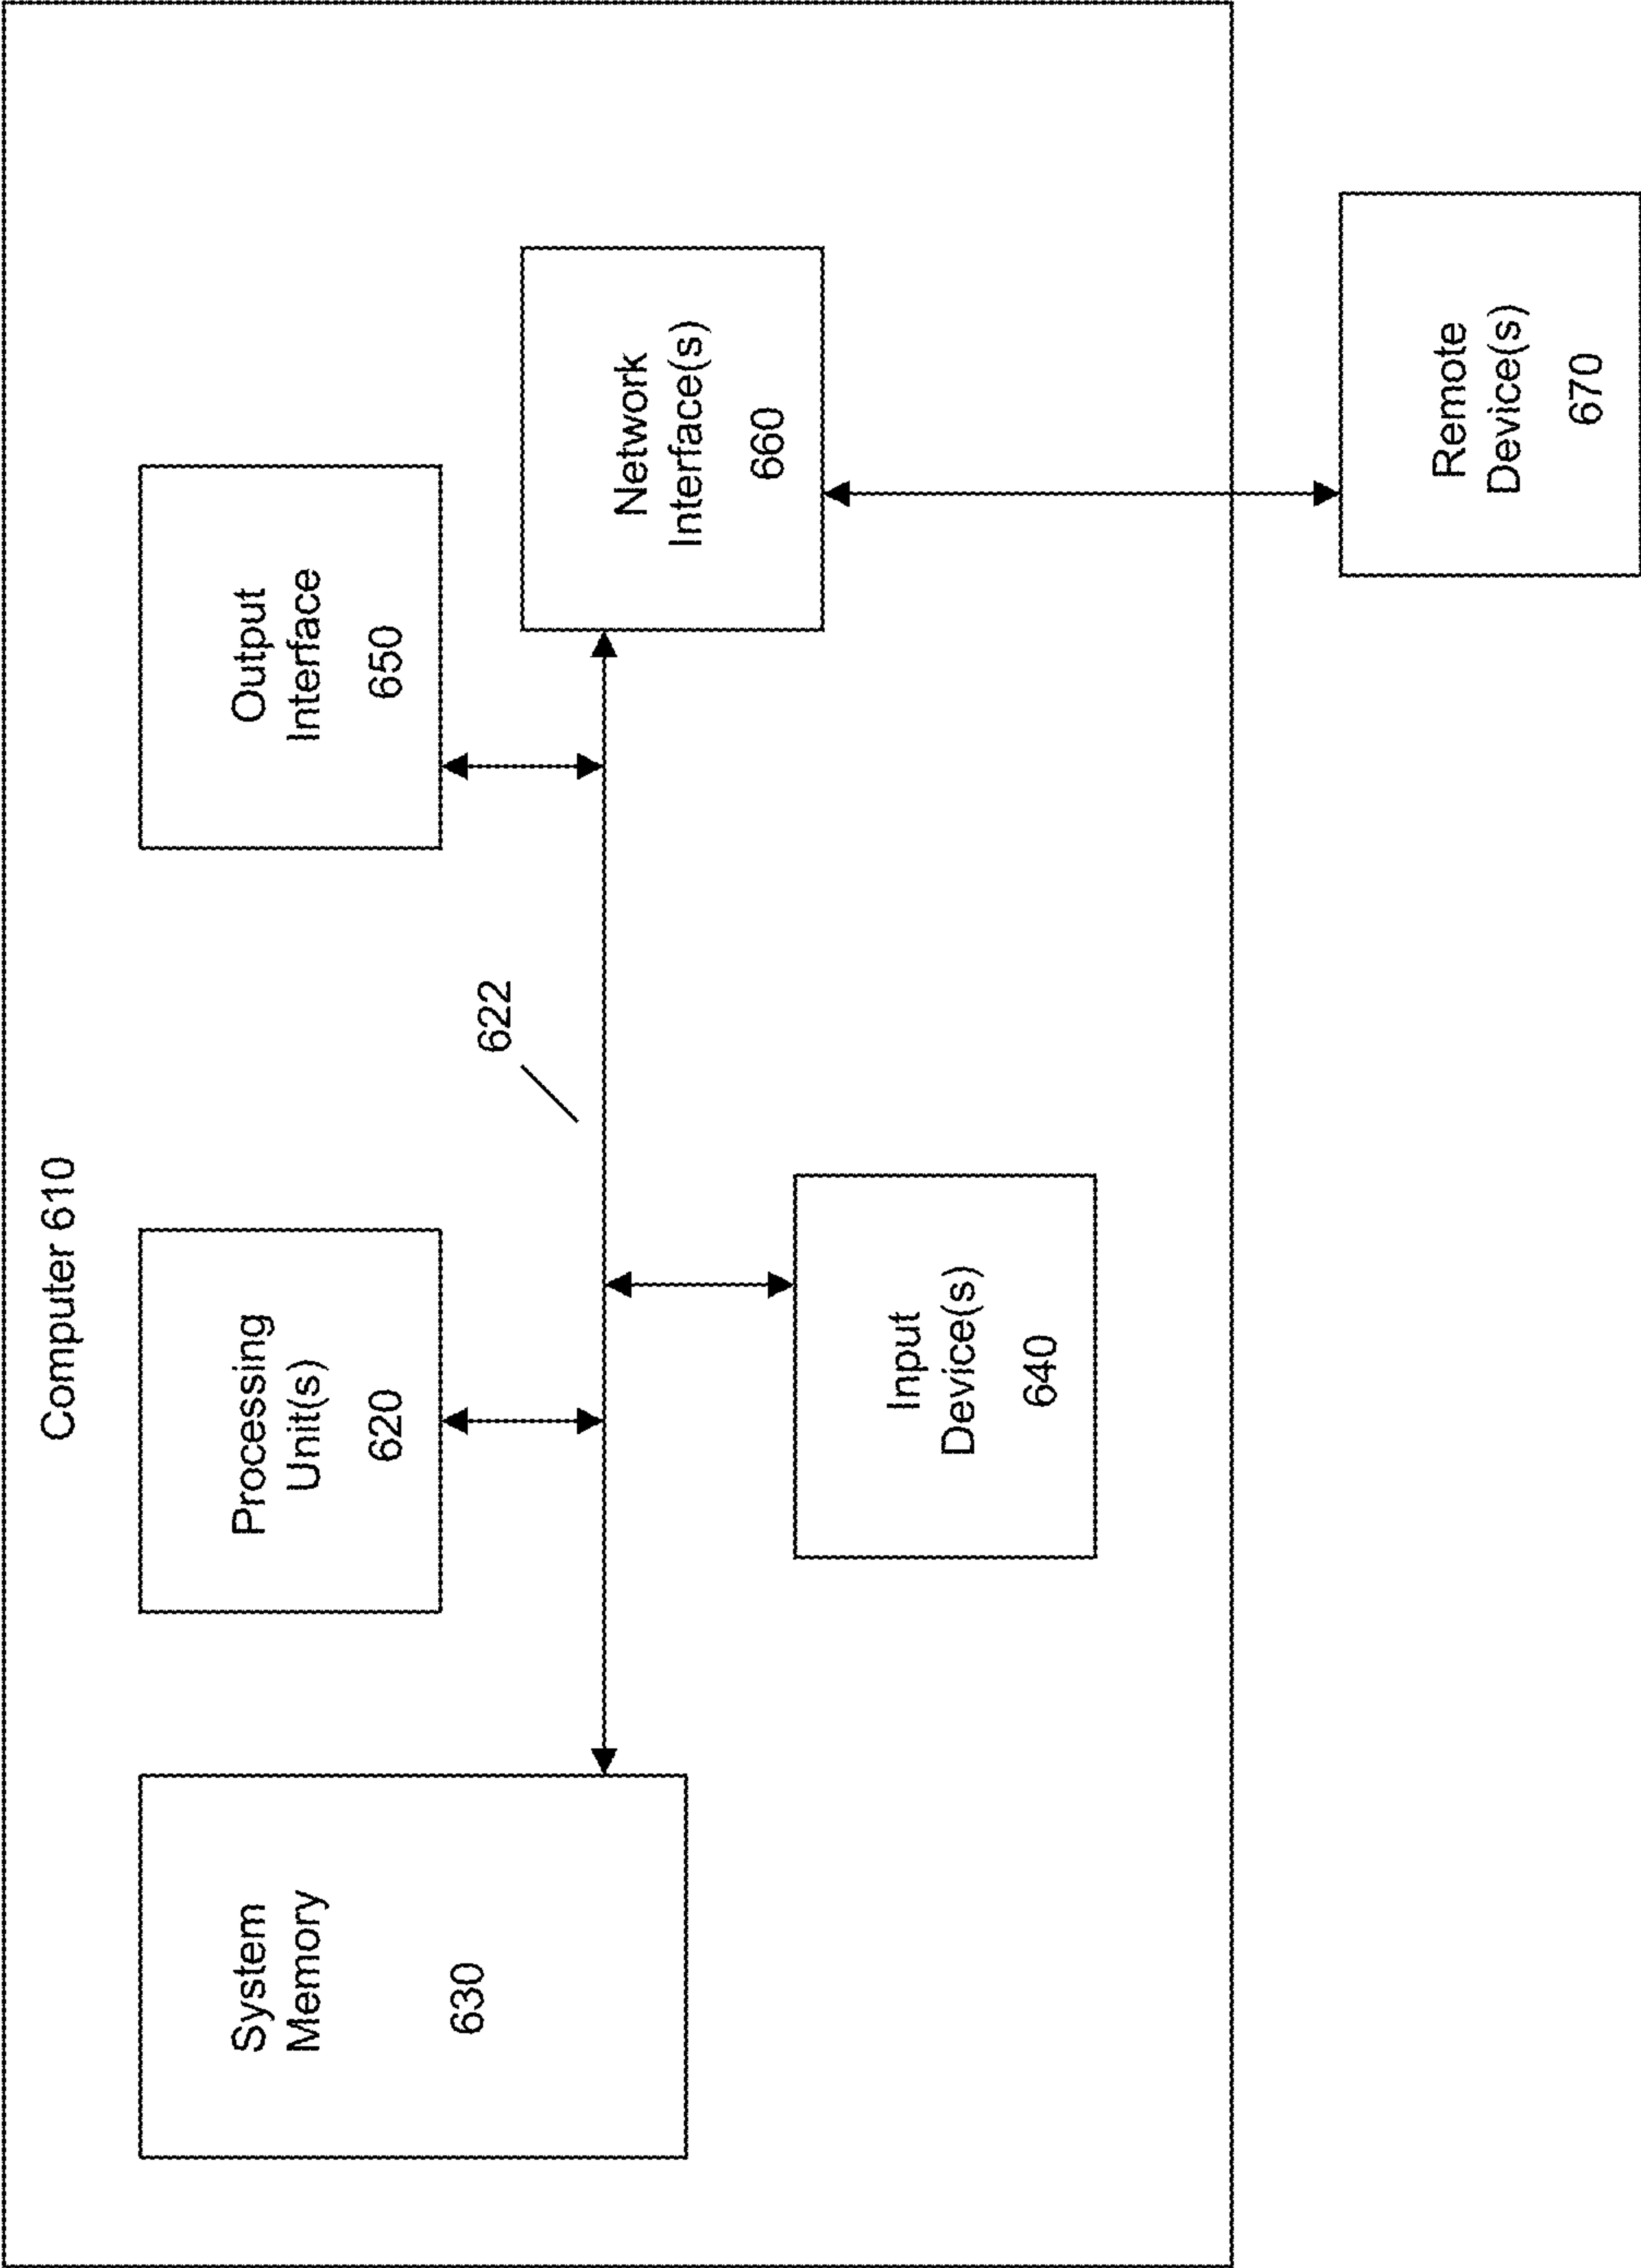 Computer 610
System
Memory
630
Processing
Unit(s)
620
Output
Interface
650
622
Network
Interface(s)
660
Input
Device(s)
640
Remote
Device(s)
670